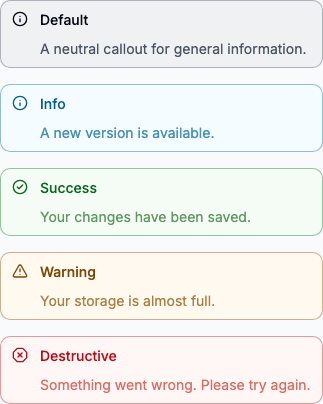 Default
A neutral callout for general information.
Info
A new version is available.
Success
Your changes have been saved.
Warning
Your storage is almost full.
Destructive
Something went wrong. Please try again.